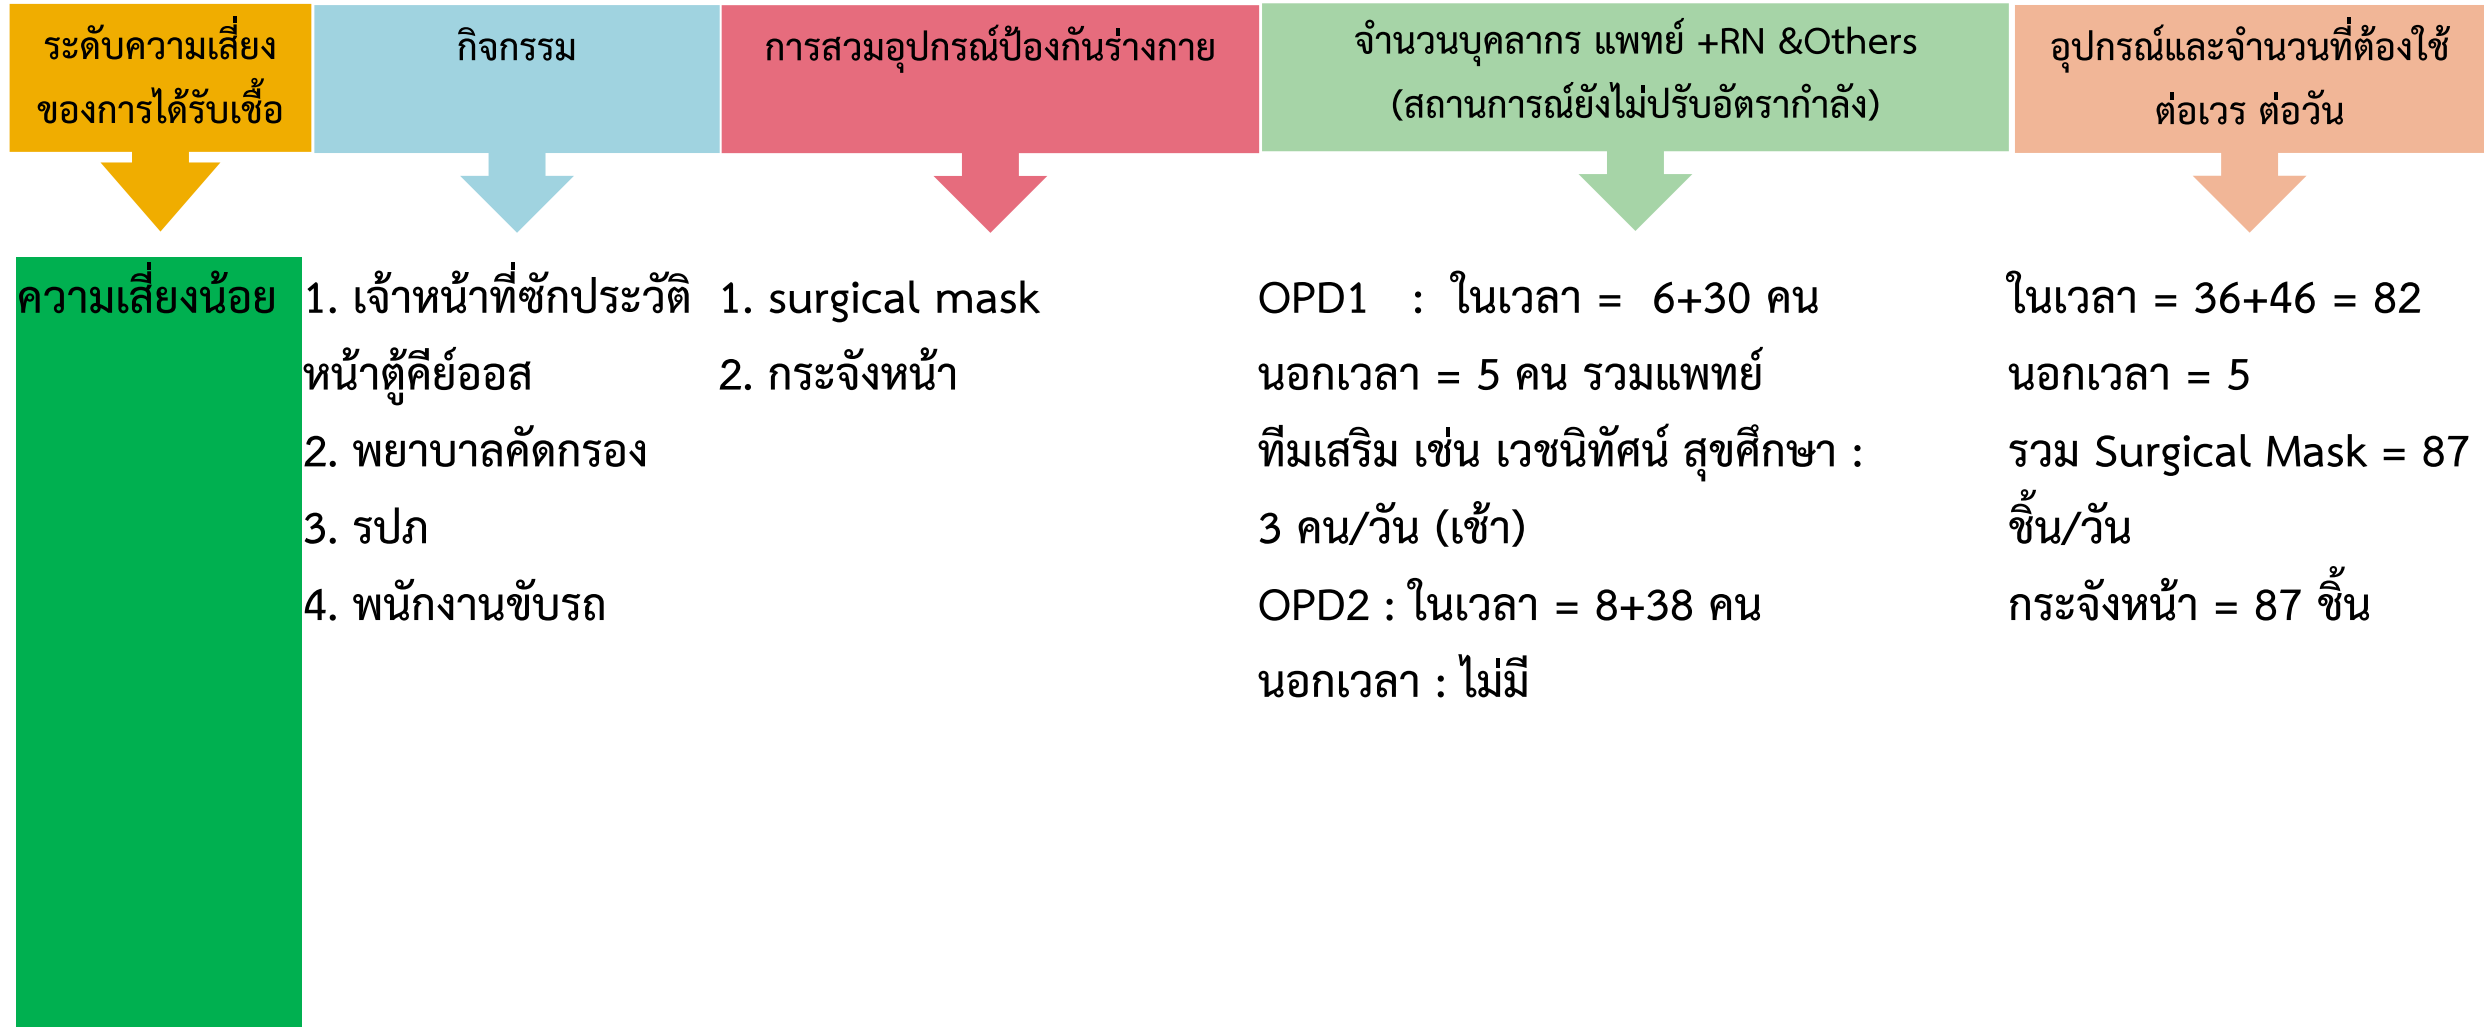 ระดับความเสี่ยง
ของการได้รับเชื้อ
กิจกรรม
การสวมอุปกรณ์ป้องกันร่างกาย
จำนวนบุคลากร แพทย์ +RN &Others
(สถานการณ์ยังไม่ปรับอัตรากำลัง)
อุปกรณ์และจำนวนที่ต้องใช้
ต่อเวร ต่อวัน
ความเสี่ยงน้อย
1. เจ้าหน้าที่ซักประวัติ
หน้าตู้คีย์ออส
2. พยาบาลคัดกรอง
3. รปภ
4. พนักงานขับรถ
1. surgical mask
2. กระจังหน้า
OPD1 : ในเวลา = 6+30 คน
นอกเวลา = 5 คน รวมแพทย์
ทีมเสริม เช่น เวชนิทัศน์ สุขศึกษา :
3 คน/วัน (เช้า)
OPD2 : ในเวลา = 8+38 คน
นอกเวลา : ไม่มี
ในเวลา = 36+46 = 82
นอกเวลา = 5
รวม Surgical Mask = 87
ชิ้น/วัน
กระจังหน้า = 87 ชิ้น